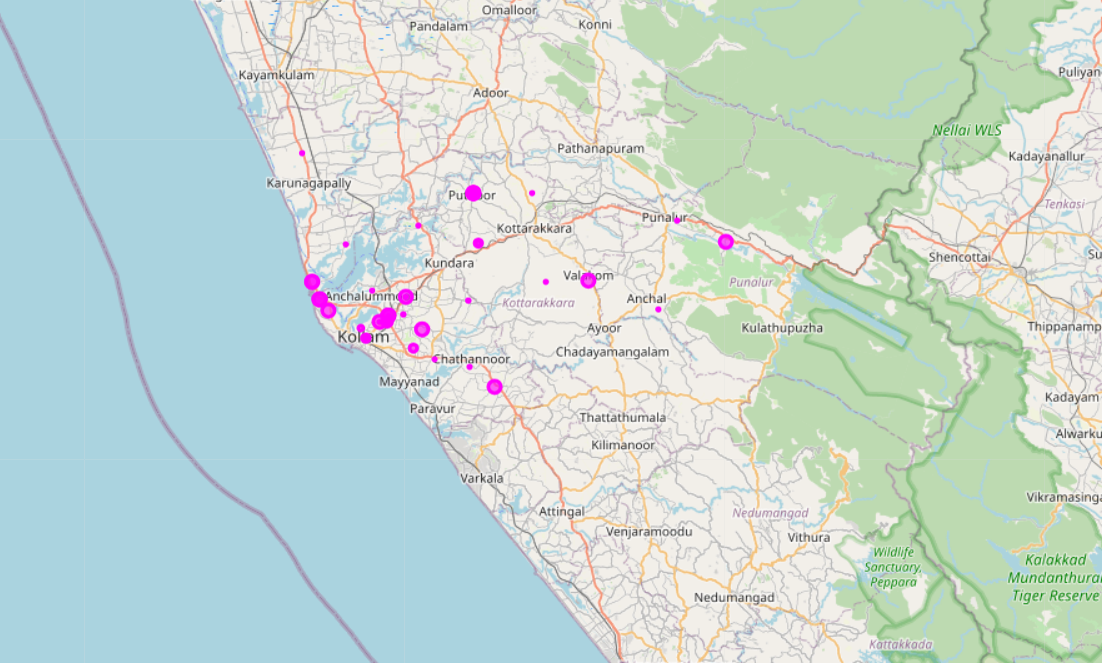 Omalloor
Pandalam
Konni
Kayamkulam
Puliyan
Adoor
Nellai WLS
Pathanapuram
Kadayanallur
Karunagapally
Tenkasi
Punalur
Kottarakkara
Shencottai
Su
Kundara
Valakom
Punalur
Anchal
Kottarakkara
Ayoor
Kulathupuzha
Thippanamp
Kollam
Chathannoor
Chadayamangalam
Mayyanad
Kadayam
Paravur
Thattathumala
Alwarku
Kilimanoor
Varkala
Vikramasinga
Attingal
Nedumangad
Venjaramoodu
Vithura
Wildlife
Sanctuary,
Peppara
Kalakkad
Mundanthurai
Tiger Reserve
Nedumangad
Kattakkada